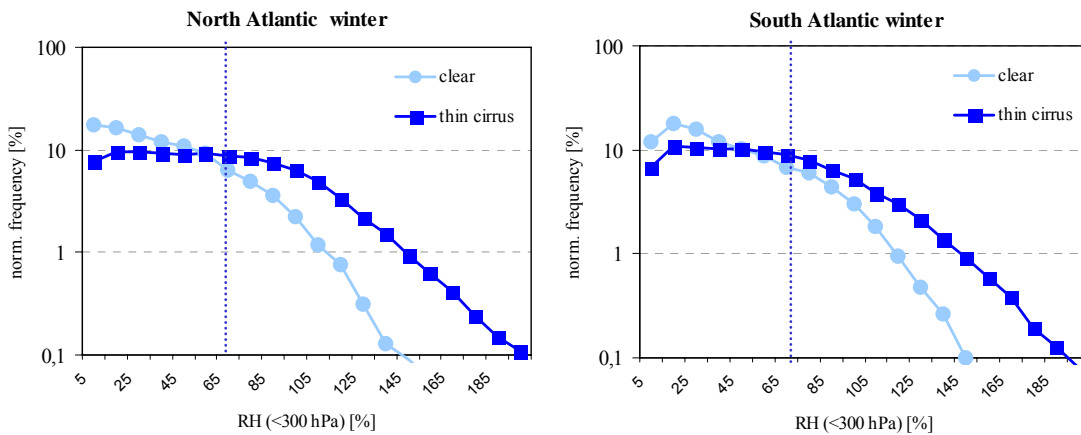 North Atlantic winter
100
10
1
0,1
norm. frequency [%]
clear
thin cirrus
5
25
45
65
85
105
125
145
165
185
RH (<300 hPa) [%]
South Atlantic winter
100
10
1
0,1
norm. frequency [%]
clear
thin cirrus
5
25
45
65
85
105
125
145
165
185
RH (<300 hPa) [%]